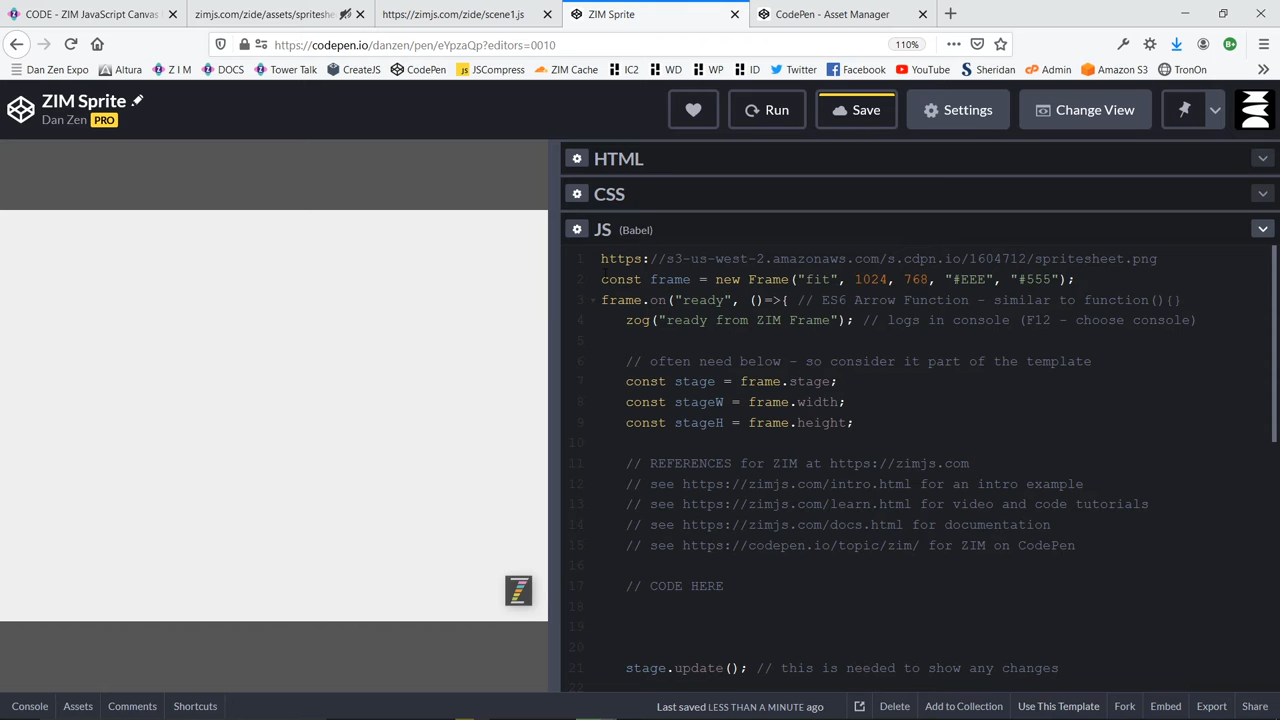 CODE - ZIM JavaScript Canvas
zimjs.com/zide/assets/spriteshe
https://zimjs.com/zide/scene1.js
ZIM Sprite
CodePen - Asset Manager
https://codepen.io/danzen/pen/eYpzaQp?editors=0010
110%
Dan Zen Expo
Altura
Z I M
DOCS
Tower Talk
CreateJS
CodePen
JSCompress
ZIM Cache
IC2
WD
WP
ID
Twitter
Facebook
YouTube
Sheridan
Admin
Amazon S3
TronOn
ZIM Sprite
Dan Zen PRO
Run
Save
Settings
Change View
HTML
CSS
JS (Babel)
1 https://s3-us-west-2.amazonaws.com/s.cdpn.io/1604712/spritesheet.png
2 const frame = new Frame("fit", 1024, 768, "#EEE", "#555");
3 frame.on("ready", ()=>{ // ES6 Arrow Function - similar to function(){}
4 zog("ready from ZIM Frame"); // logs in console (F12 - choose console)
5
6 // often need below - so consider it part of the template
7 const stage = frame.stage;
8 const stageW = frame.width;
9 const stageH = frame.height;
10
11 // REFERENCES for ZIM at https://zimjs.com
12 // see https://zimjs.com/intro.html for an intro example
13 // see https://zimjs.com/learn.html for video and code tutorials
14 // see https://zimjs.com/docs.html for documentation
15 // see https://codepen.io/topic/zim/ for ZIM on CodePen
16
17 // CODE HERE
18
19
20
21 stage.update(); // this is needed to show any changes
22
Console
Assets
Comments
Shortcuts
Last saved LESS THAN A MINUTE ago
Delete
Add to Collection
Use This Template
Fork
Embed
Export
Share